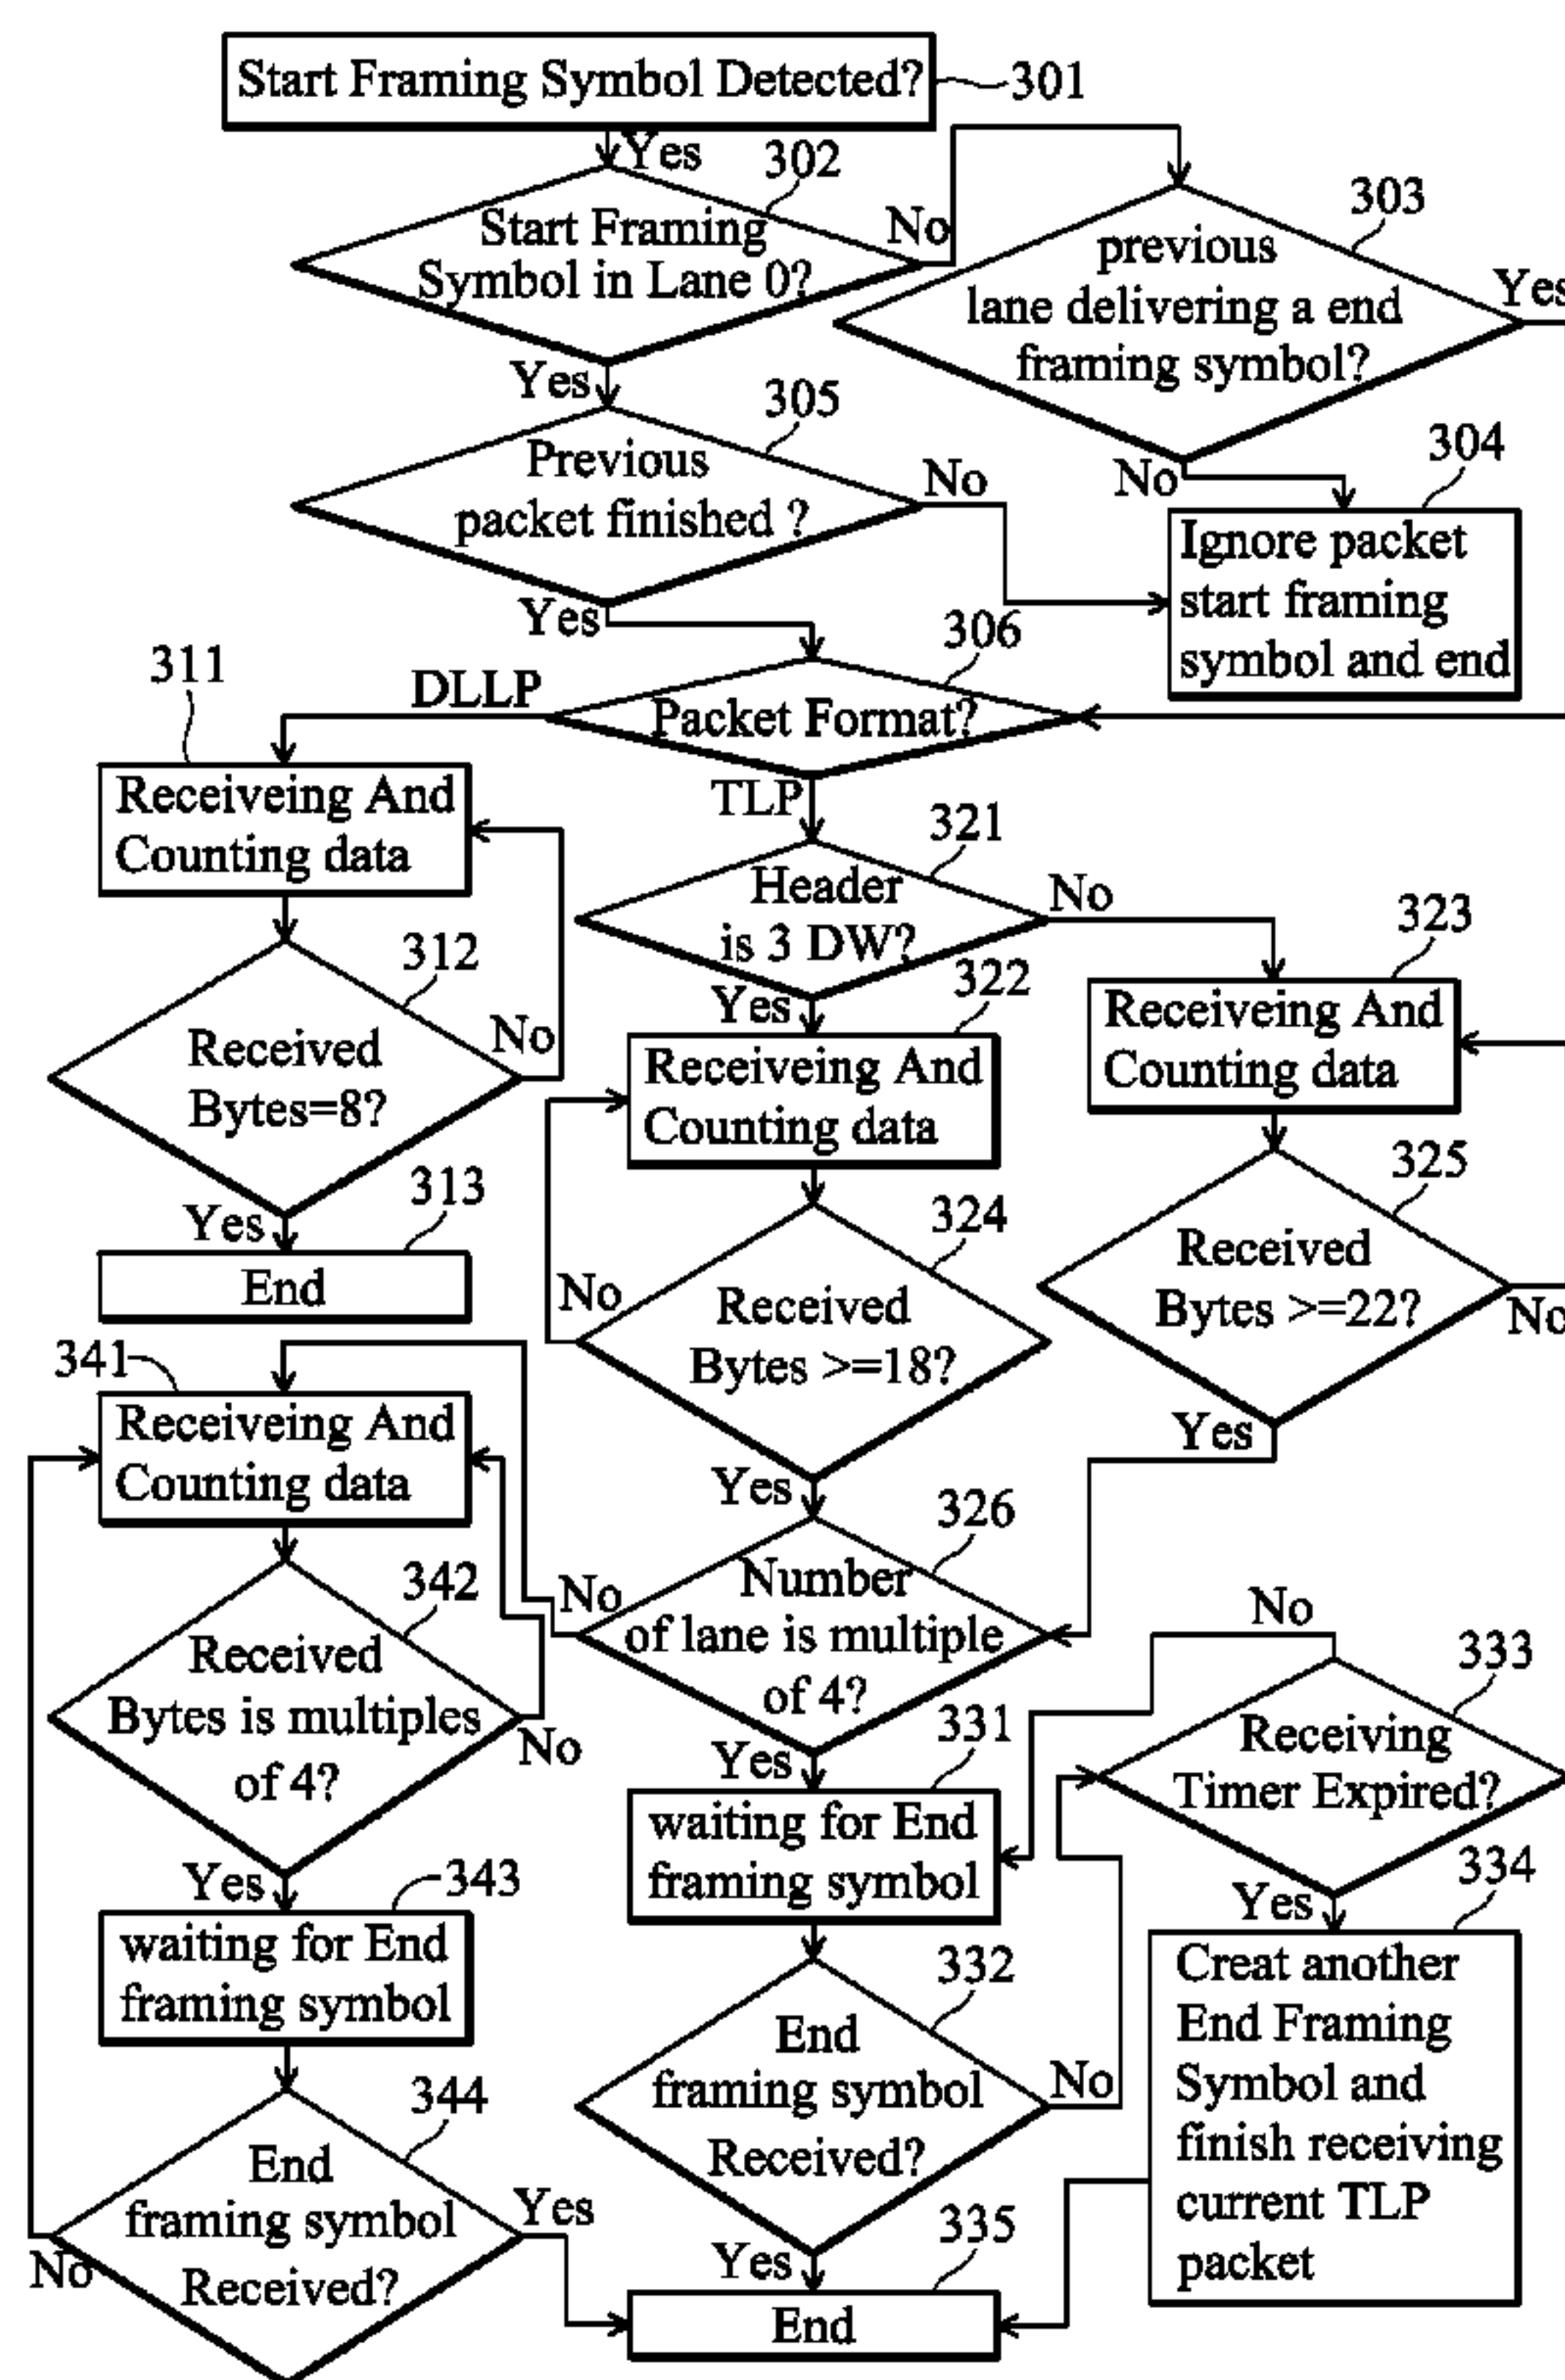 Start Framing Symbol Detected?
301
Yes
302
Start Framing
Symbol in Lane 0?
No
303
previous
lane delivering a end
framing symbol?
Yes
Yes
305
Previous
packet finished ?
No
No
304
Ignore packet
start framing
symbol and end
Yes
306
Packet Format?
DLLP
311
Receiveing And
Counting data
TLP
321
Header
is 3 DW?
No
312
Received
Bytes=8?
No
Yes
322
Receiveing And
Counting data
323
Receiveing And
Counting data
Yes
313
End
324
Received
Bytes >=18?
No
325
Received
Bytes >=22?
No
341
Receiveing And
Counting data
Yes
Yes
326
Number
of lane is multiple
of 4?
No
342
Received
Bytes is multiples
of 4?
No
No
333
Receiving
Timer Expired?
Yes
331
waiting for End
framing symbol
Yes
343
waiting for End
framing symbol
Yes
334
Creat another
End Framing
Symbol and
finish receiving
current TLP
packet
332
End
framing symbol
Received?
No
344
End
framing symbol
Received?
Yes
No
Yes
335
End